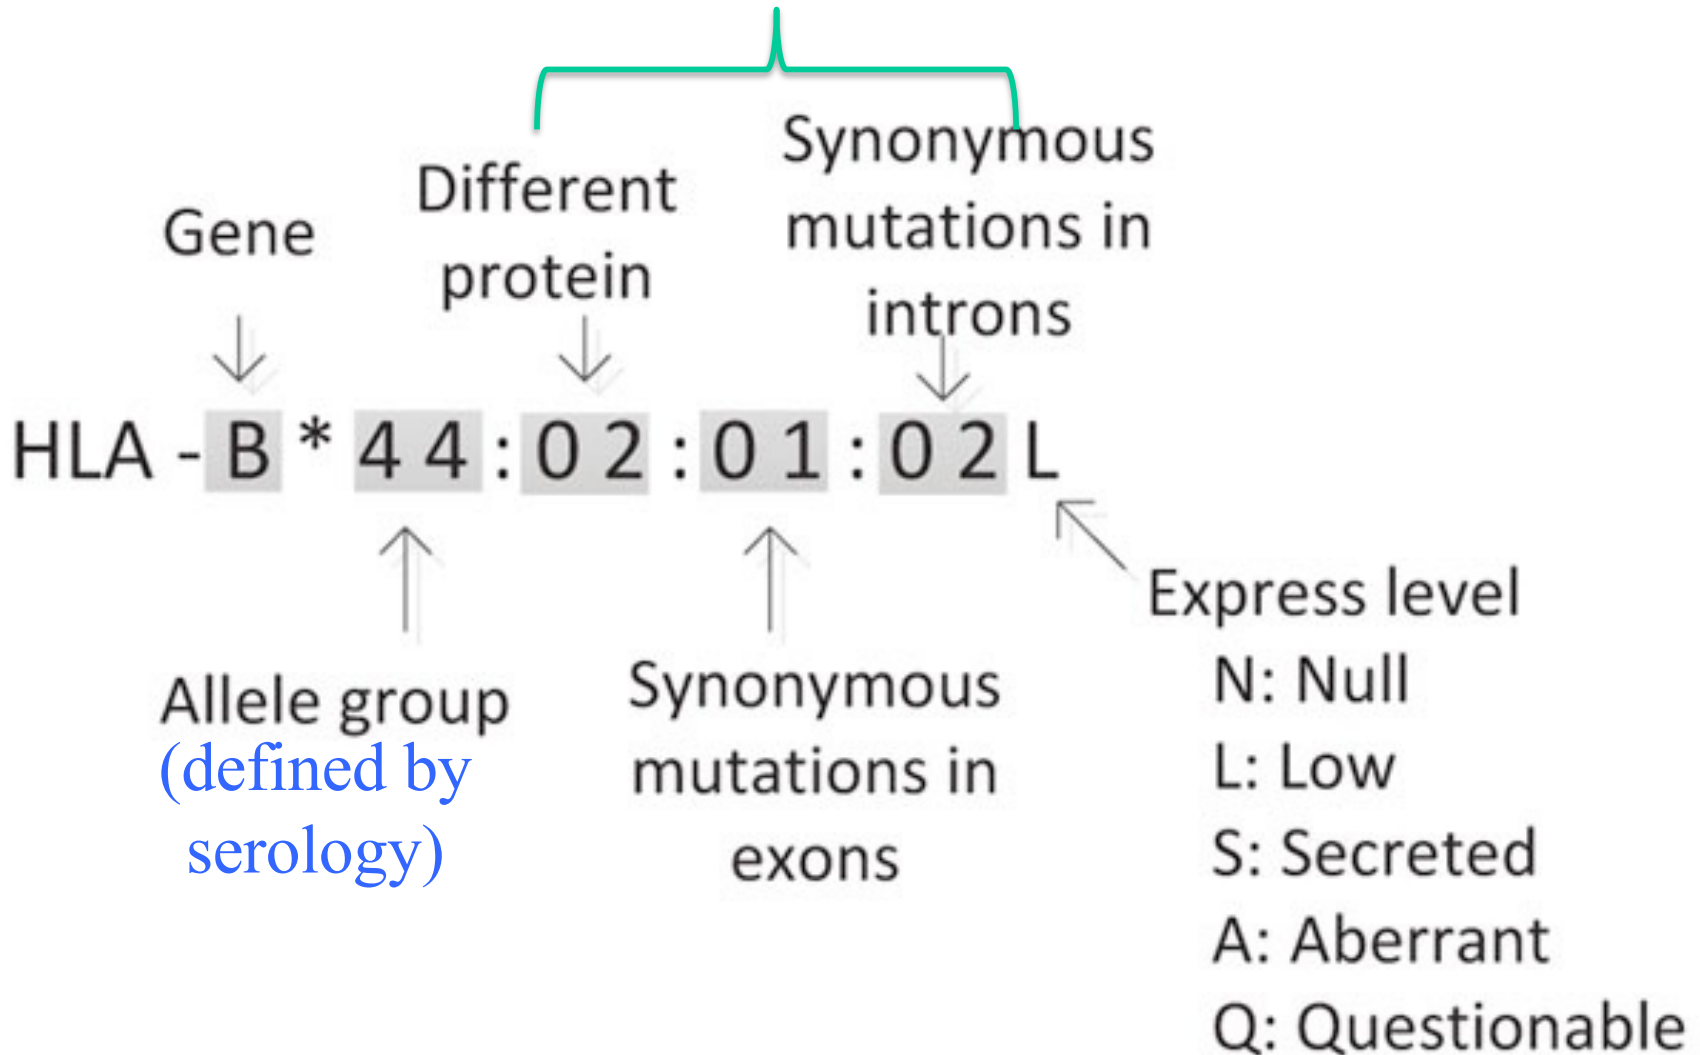 Gene
Different
protein
Synonymous
mutations in
introns
HLA - B * 4 4 : 0 2 : 0 1 : 0 2 L
Allele group
(defined by
serology)
Synonymous
mutations in
exons
Express level
N: Null
L: Low
S: Secreted
A: Aberrant
Q: Questionable